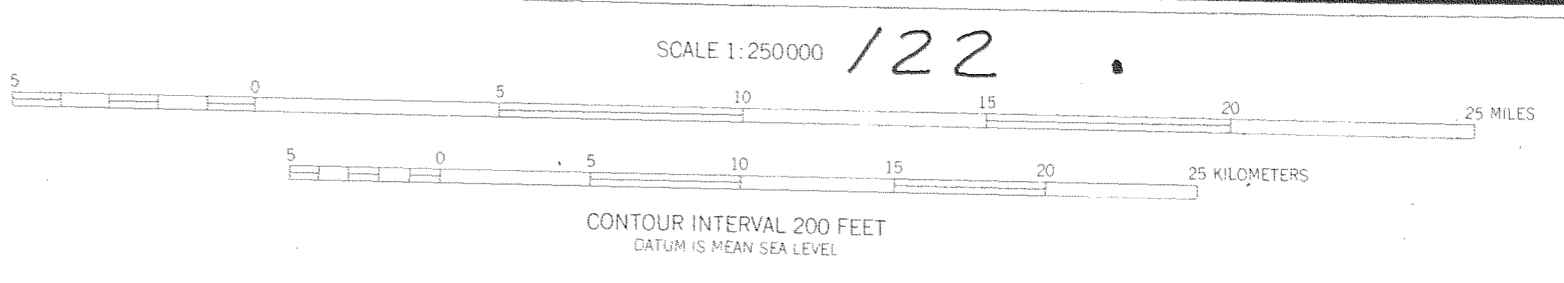 SCALE 1:250000 122
5 0 5 10 15 20 25 MILES
5 0 5 10 15 20 25 KILOMETERS
CONTOUR INTERVAL 200 FEET
DATUM IS MEAN SEA LEVEL